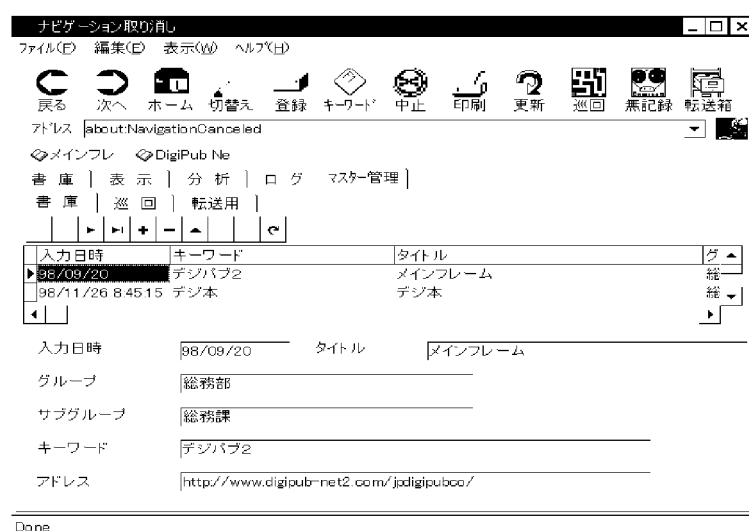 ナビゲーション取り消し
ファイル(F) 編集(E) 表示(W) ヘルプ(H)
戻る 次へ ホーム 切替え 登録 キーワード 中止 印刷 更新 巡回 無記録 転送箱
アドレス about:NavigationCanceled
メインフレ DigiPub Ne
書庫 表示 分析 ログ マスター管理
書庫 巡回 転送用
入力日時 キーワード タイトル グ
98/09/20 デジパブ2 メインフレーム 総
98/11/26 8:45:15 デジ本 デジ本 総
入力日時 98/09/20 タイトル メインフレーム
グループ 総務部
サブグループ 総務課
キーワード デジパブ2
アドレス http://www.digipub-net2.com/jpdigipubco/
Done